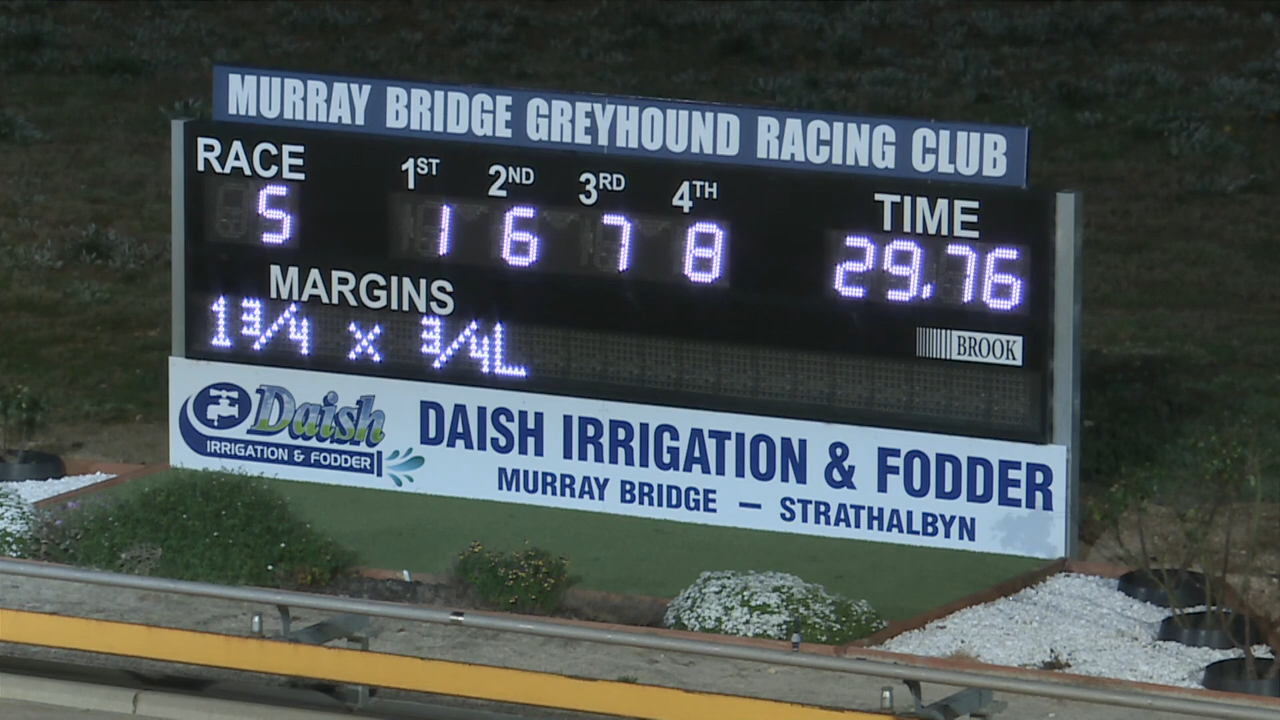 MURRAY BRIDGE GREYHOUND RACING CLUB
RACE 1ST 2ND 3RD 4TH TIME
5 1 6 7 8 29.76
MARGINS
1 3/4 x 3/4L
BROOK
Daish
IRRIGATION & FODDER
DAISH IRRIGATION & FODDER
MURRAY BRIDGE – STRATHALBYN